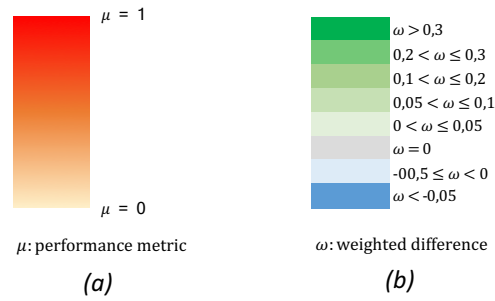 μ = 1
μ = 0
μ: performance metric
(a)
ω > 0,3
0,2 < ω ≤ 0,3
0,1 < ω ≤ 0,2
0,05 < ω ≤ 0,1
0 < ω ≤ 0,05
ω = 0
-00,5 ≤ ω < 0
ω < -0,05
ω: weighted difference
(b)